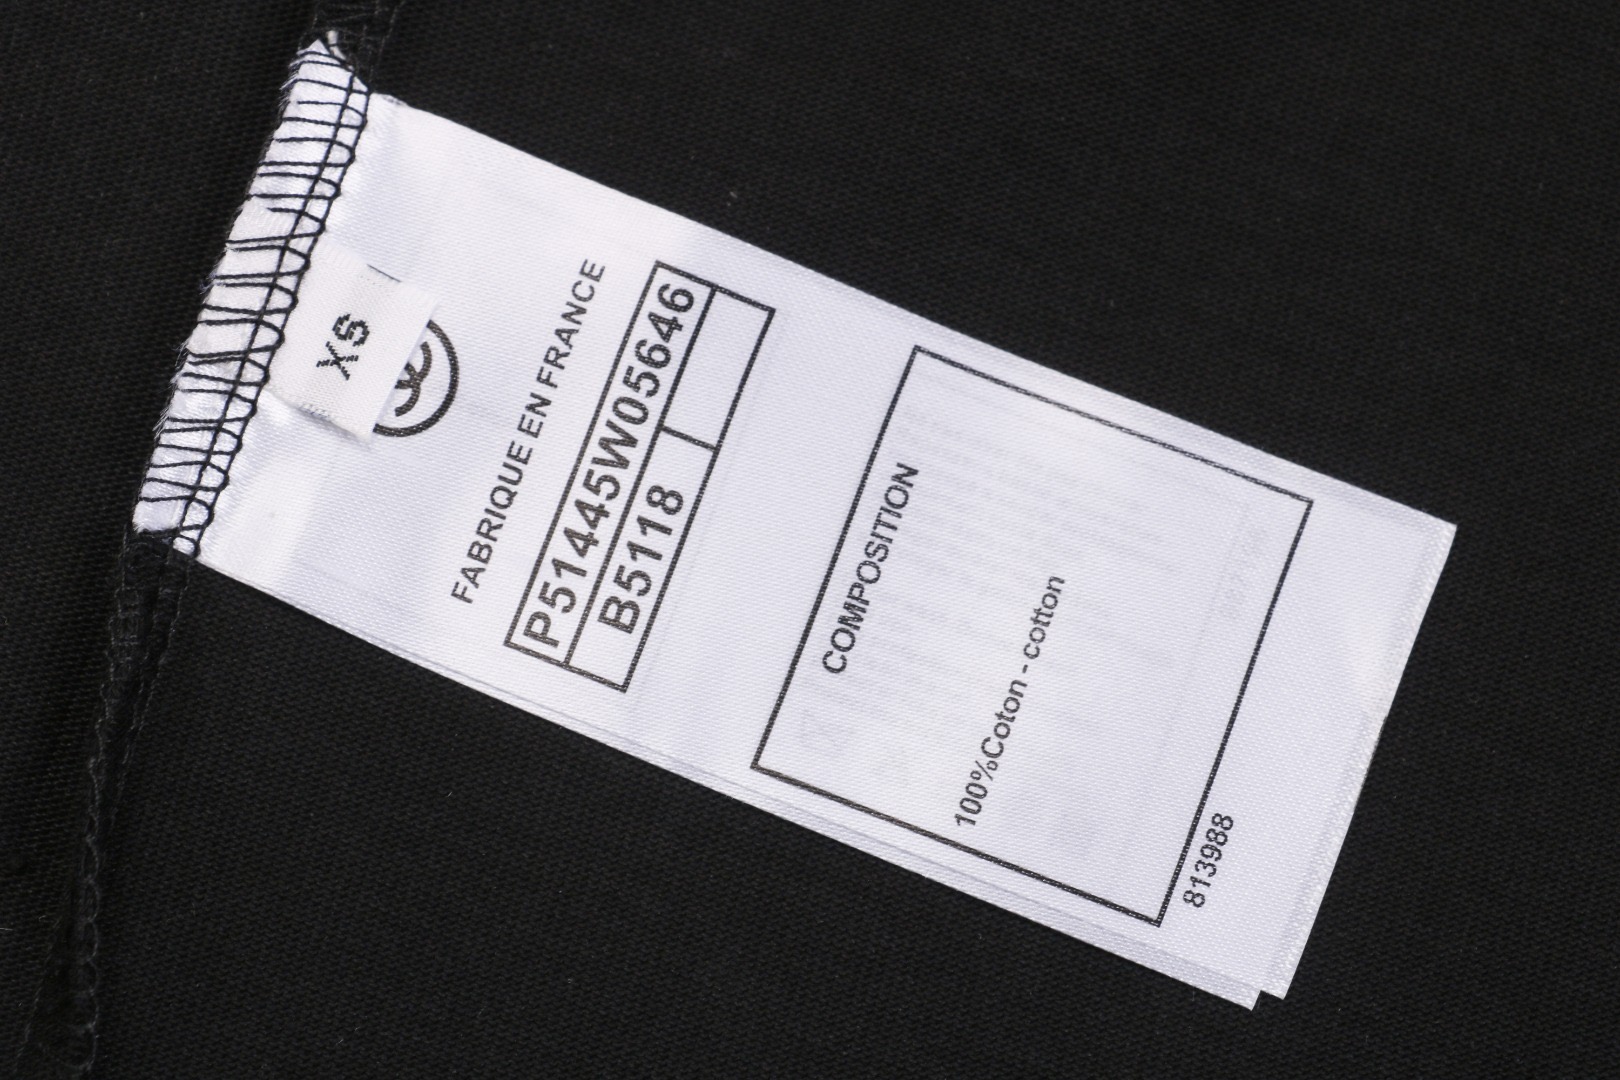 XS
FABRIQUE EN FRANCE
P51445W05646
B5118
COMPOSITION
100%Coton - cotton
813988